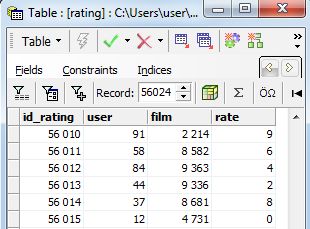 Table : [rating] : C:\Users\user\...
Table
Fields Constraints Indices
Record: 56024 Σ ÖΩ
id_rating user film rate
56 010 91 2 214 9
56 011 58 8 582 6
56 012 84 9 363 4
56 013 44 9 336 2
56 014 37 8 681 8
56 015 12 4 731 0